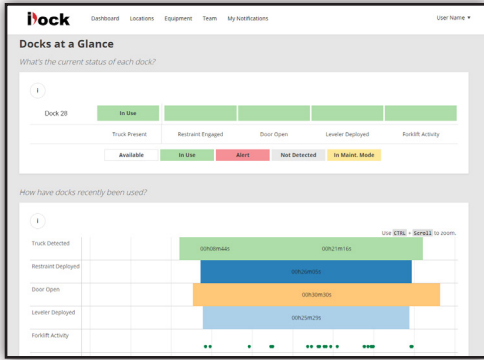 iDock
Dashboard Locations Equipment Team My Notifications User Name
Docks at a Glance
What's the current status of each dock?
i
Dock 28 In Use
Truck Present Restraint Engaged Door Open Leveler Deployed Forklift Activity
Available In Use Alert Not Detected In Maint. Mode
How have docks recently been used?
i
Use CTRL + Scroll to zoom.
Truck Detected 00h08m44s 00h21m16s
Restraint Deployed
Door Open 00h30m30s
Leveler Deployed 00h25m29s
Forklift Activity